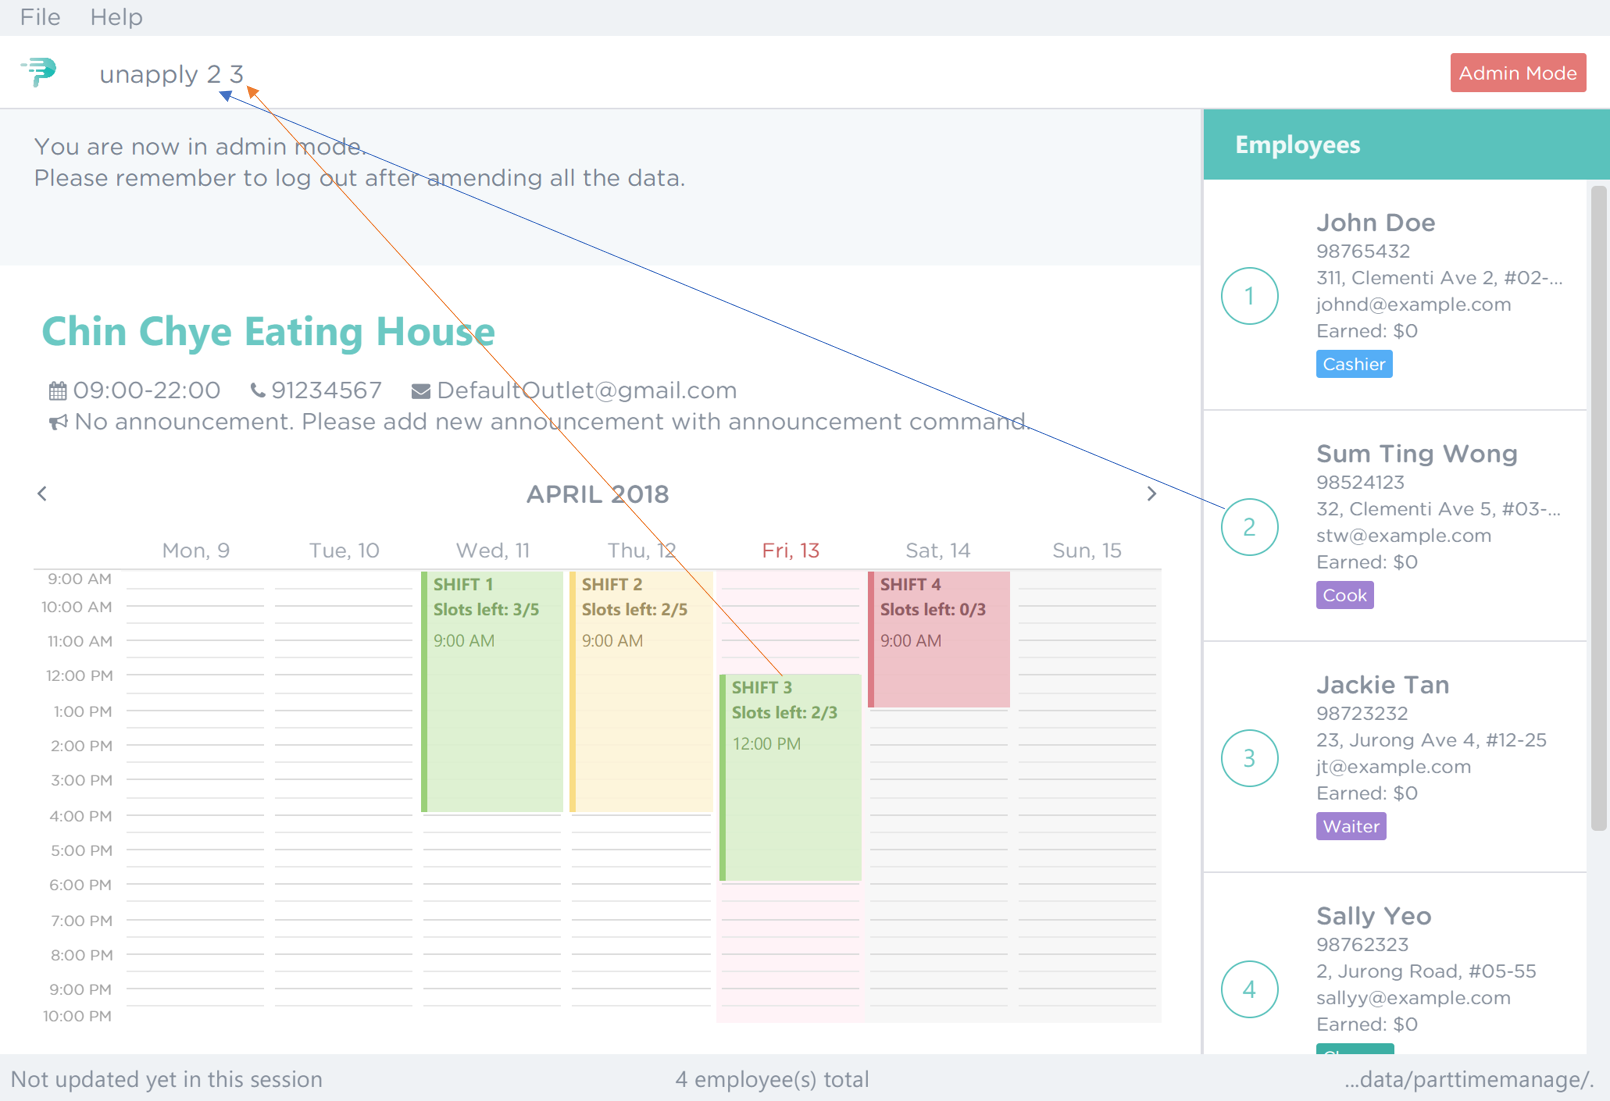 File Help
unapply 2 3
Admin Mode
You are now in admin mode.
Please remember to log out after amending all the data.
Chin Chye Eating House
09:00-22:00 91234567 DefaultOutlet@gmail.com
No announcement. Please add new announcement with announcement command.
APRIL 2018
Mon, 9 Tue, 10 Wed, 11 Thu, 12 Fri, 13 Sat, 14 Sun, 15
9:00 AM
10:00 AM
11:00 AM
12:00 PM
1:00 PM
2:00 PM
3:00 PM
4:00 PM
5:00 PM
6:00 PM
7:00 PM
8:00 PM
9:00 PM
10:00 PM
SHIFT 1
Slots left: 3/5
9:00 AM
SHIFT 2
Slots left: 2/5
9:00 AM
SHIFT 3
Slots left: 2/3
12:00 PM
SHIFT 4
Slots left: 0/3
9:00 AM
Employees
1
John Doe
98765432
311, Clementi Ave 2, #02-...
johnd@example.com
Earned: $0
Cashier
2
Sum Ting Wong
98524123
32, Clementi Ave 5, #03-...
stw@example.com
Earned: $0
Cook
3
Jackie Tan
98723232
23, Jurong Ave 4, #12-25
jt@example.com
Earned: $0
Waiter
4
Sally Yeo
98762323
2, Jurong Road, #05-55
sallyy@example.com
Earned: $0
Not updated yet in this session
4 employee(s) total
...data/parttimemanage/.